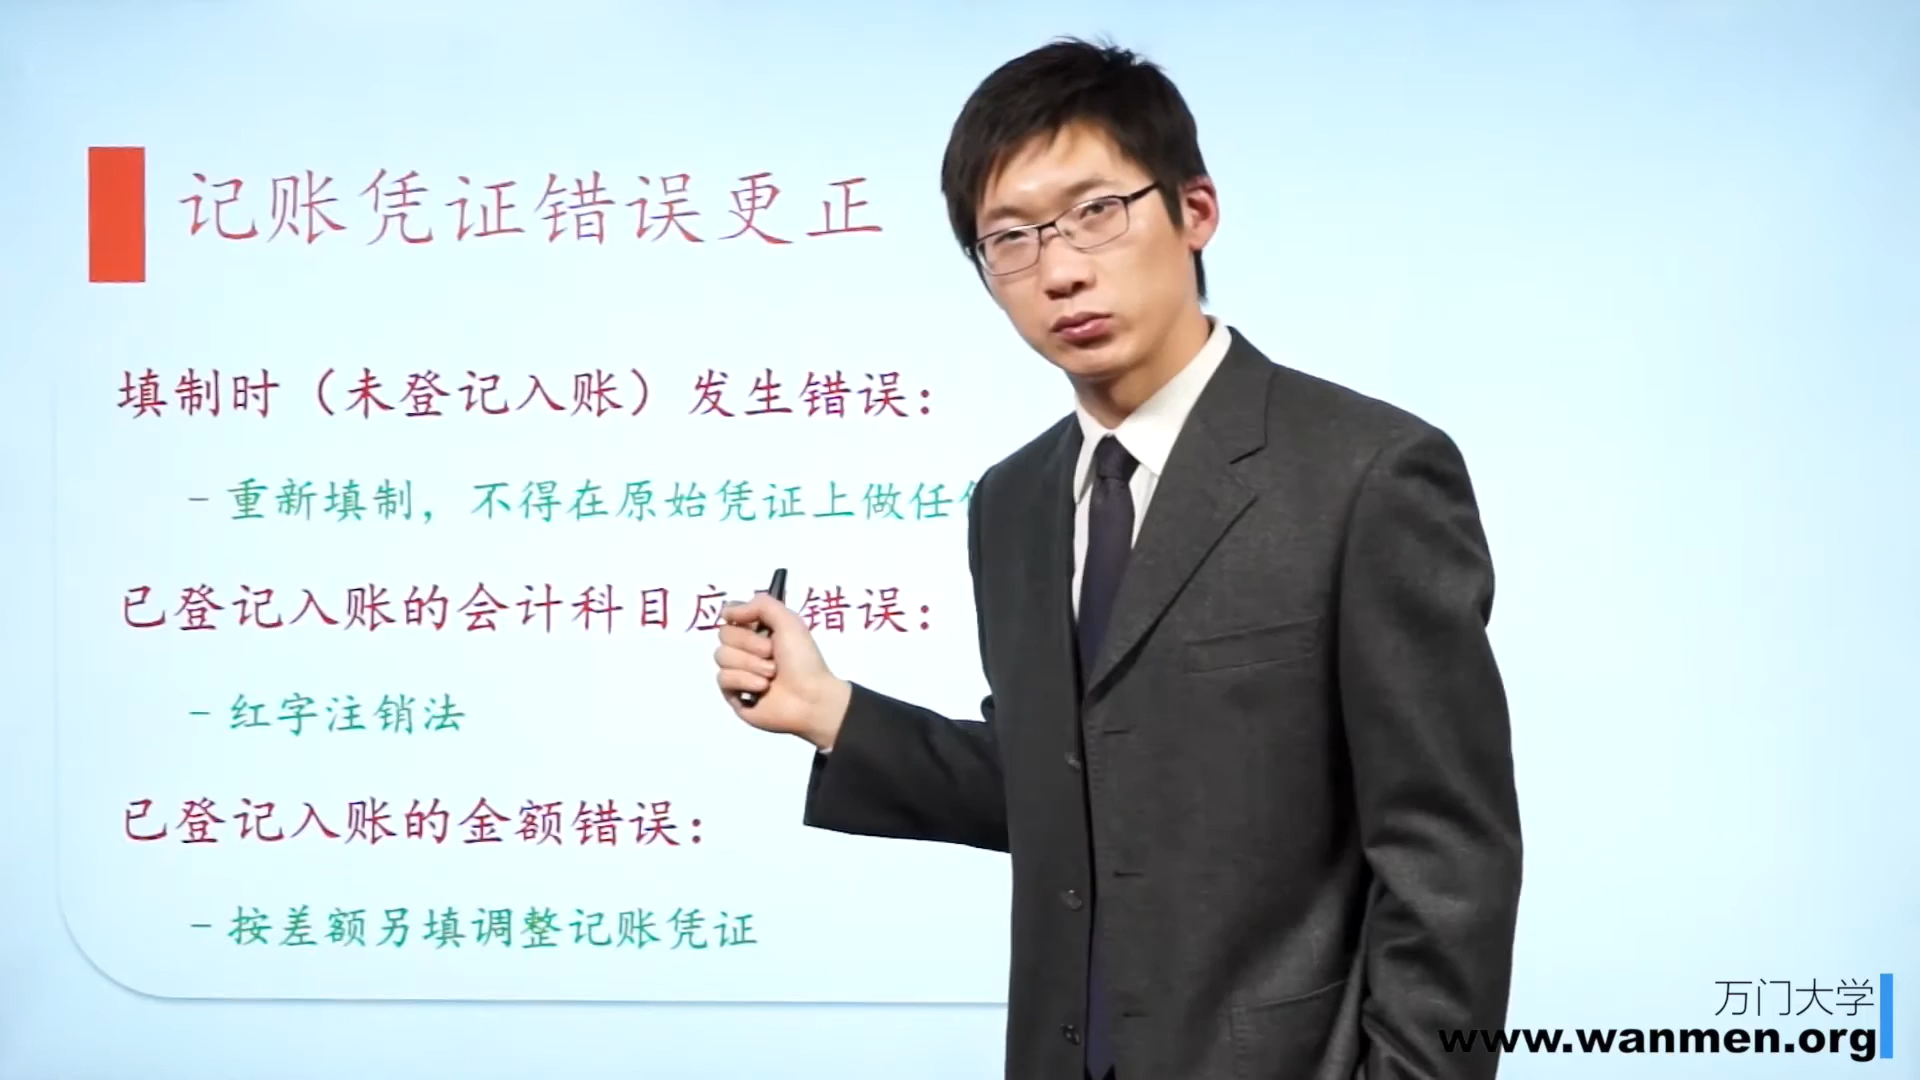 记账凭证错误更正
填制时（未登记入账）发生错误：
- 重新填制，不得在原始凭证上做任
已登记入账的会计科目应 错误：
- 红字注销法
已登记入账的金额错误：
- 按差额另填调整记账凭证
万门大学
www.wanmen.org